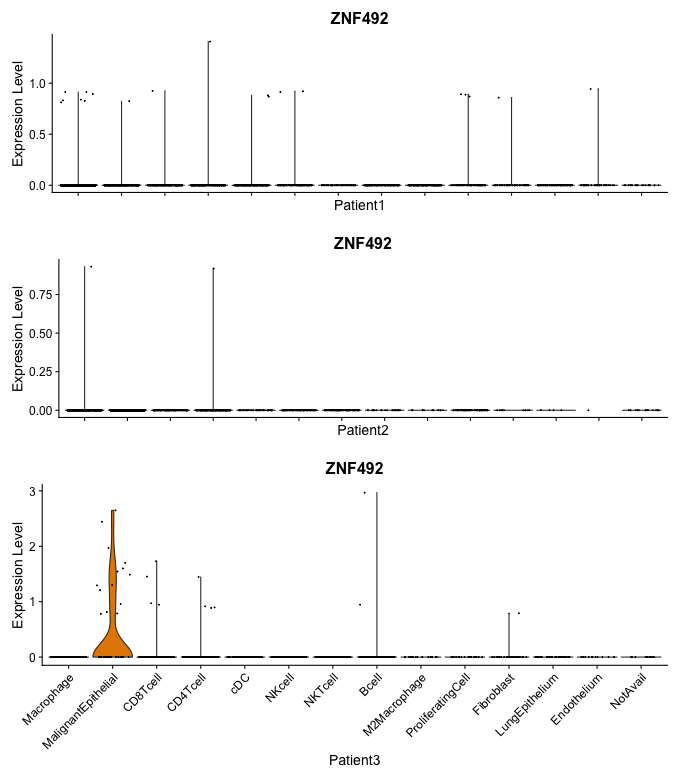 ZNF492
Expression Level
1.0
0.5
0.0
Patient1
ZNF492
Expression Level
0.75
0.50
0.25
0.00
Patient2
ZNF492
Expression Level
3
2
1
0
Macrophage
MalignantEpithelial
CD8Tcell
CD4Tcell
cDC
NKcell
NKTcell
Bcell
M2Macrophage
ProliferatingCell
Fibroblast
LungEpithelium
Endothelium
NotAvail
Patient3